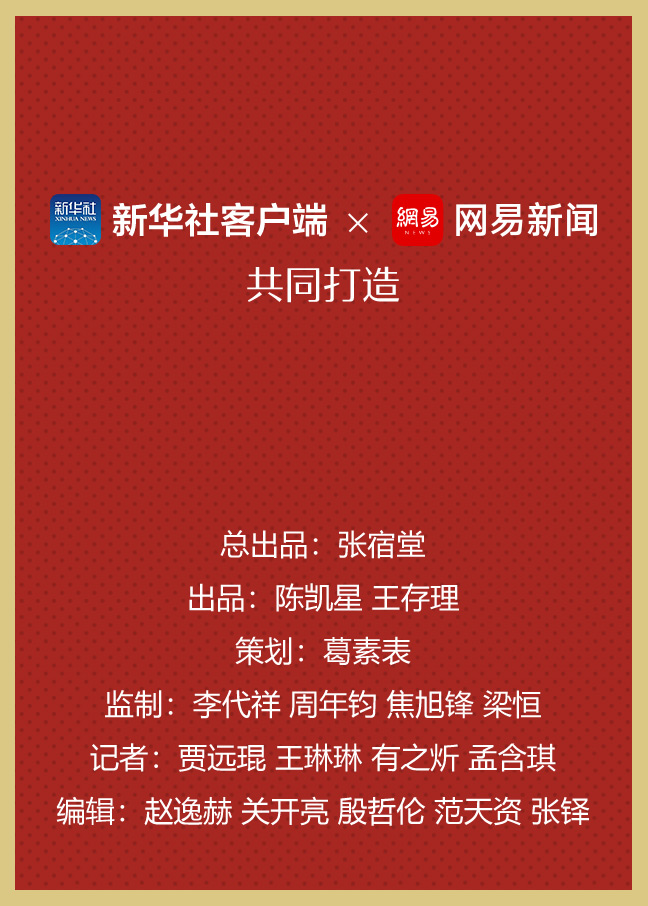 新华社 XINHUA NEWS 新华社客户端 × 網易 NEWS 网易新闻
共同打造
总出品：张宿堂
出品：陈凯星 王存理
策划：葛素表
监制：李代祥 周年钧 焦旭锋 梁恒
记者：贾远琨 王琳琳 有之炘 孟含琪
编辑：赵逸赫 关开亮 殷哲伦 范天资 张铎